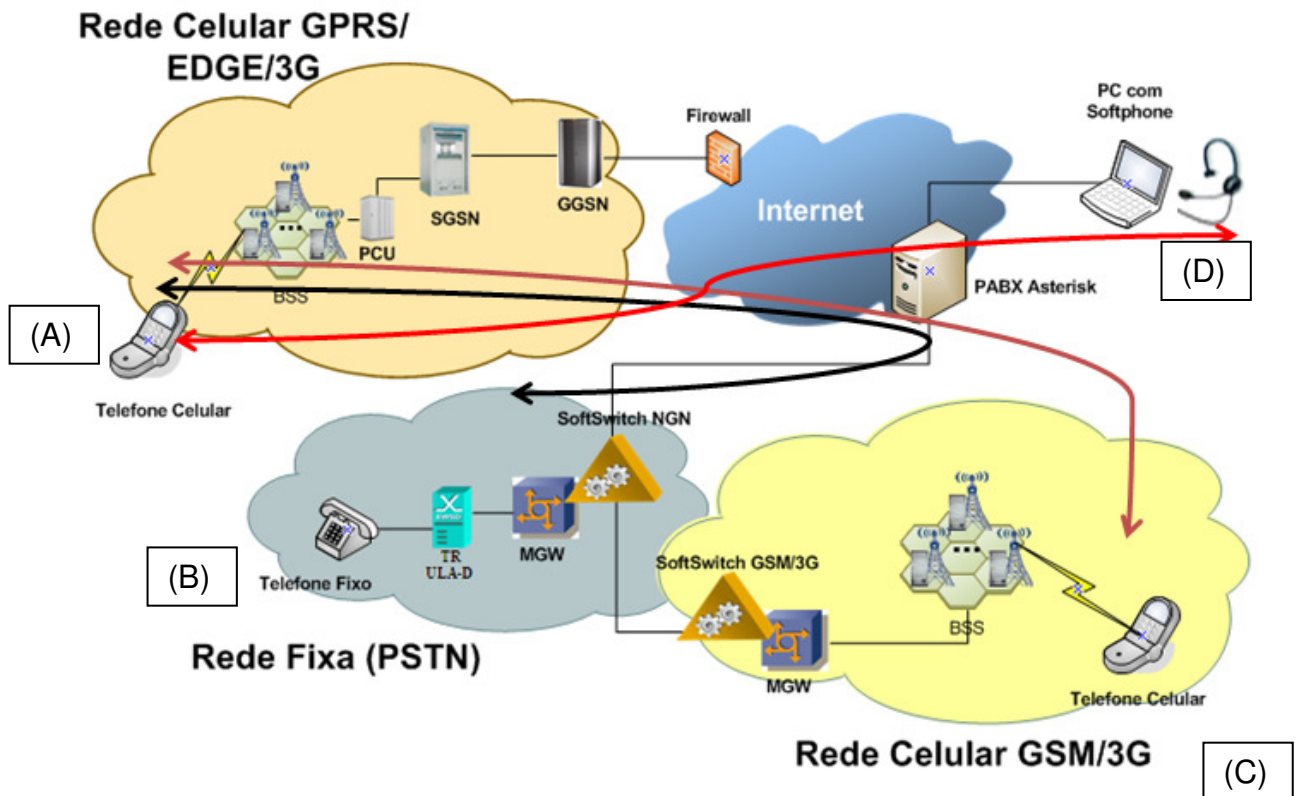 Rede Celular GPRS/
EDGE/3G
PC com
Softphone
Firewall
Internet
SGSN
GGSN
PCU
BSS
PABX Asterisk
(D)
(A)
Telefone Celular
SoftSwitch NGN
MGW
TR
ULA-D
(B)
Telefone Fixo
SoftSwitch GSM/3G
BSS
MGW
Telefone Celular
Rede Fixa (PSTN)
Rede Celular GSM/3G
(C)